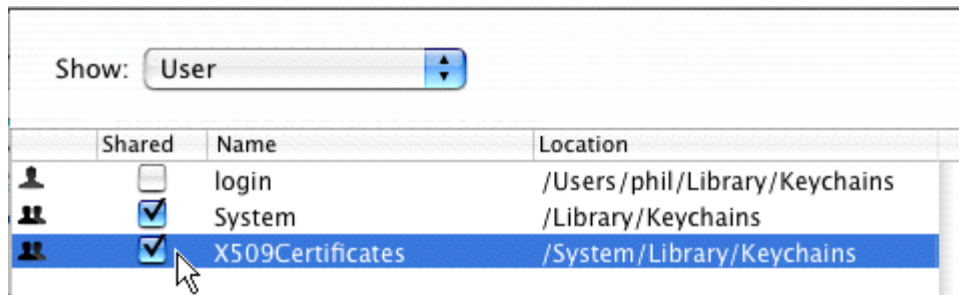 Show: User
Shared Name Location
login /Users/phil/Library/Keychains
System /Library/Keychains
X509Certificates /System/Library/Keychains